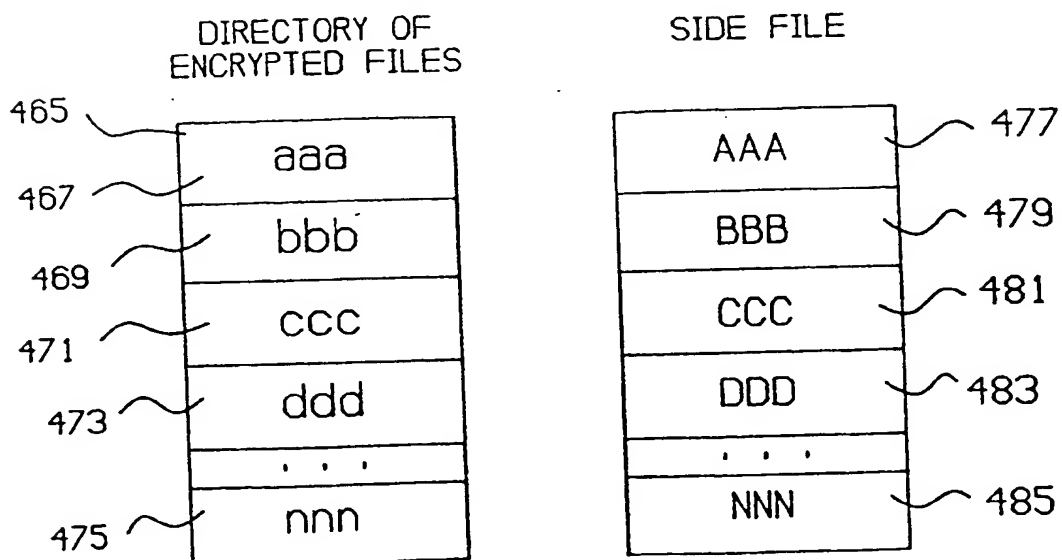 DIRECTORY OF
ENCRYPTED FILES
465
aaa
467
bbb
469
ccc
471
ddd
473
. . .
nnn
475
SIDE FILE
AAA
477
BBB
479
CCC
481
DDD
483
. . .
NNN
485